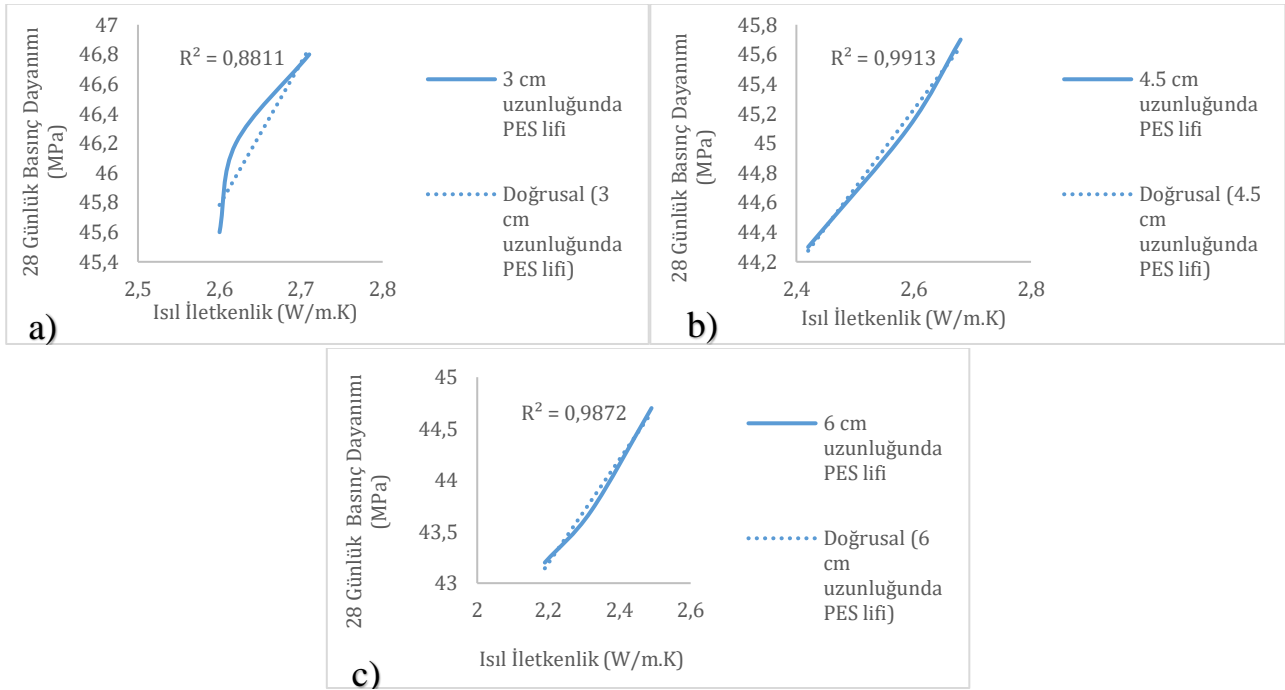 28 Günlük Basınç Dayanımı
(MPa)
47
46,8
46,6
46,4
46,2
46
45,8
45,6
45,4
R² = 0,8811
2,5
2,6
2,7
2,8
Isıl İletkenlik (W/m.K)
3 cm
uzunluğunda
PES lifi
Doğrusal (3
cm
uzunluğunda
PES lifi)
a)
28 Günlük Basınç Dayanımı
(MPa)
45,8
45,6
45,4
45,2
45
44,8
44,6
44,4
44,2
R² = 0,9913
2,4
2,6
2,8
Isıl İletkenlik (W/m.K)
4.5 cm
uzunluğunda
PES lifi
Doğrusal (4.5
cm
uzunluğunda
PES lifi)
b)
28 Günlük Basınç Dayanımı
(MPa)
45
44,5
44
43,5
43
R² = 0,9872
2
2,2
2,4
2,6
Isıl İletkenlik (W/m.K)
6 cm
uzunluğunda
PES lifi
Doğrusal (6
cm
uzunluğunda
PES lifi)
c)